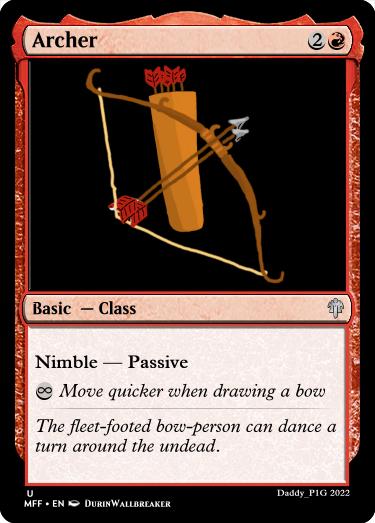 Archer 2
Basic — Class
Nimble — Passive
∞ Move quicker when drawing a bow
The fleet-footed bow-person can dance a
turn around the undead.
U Daddy_P1G 2022
MFF • EN DurinWallbreaker